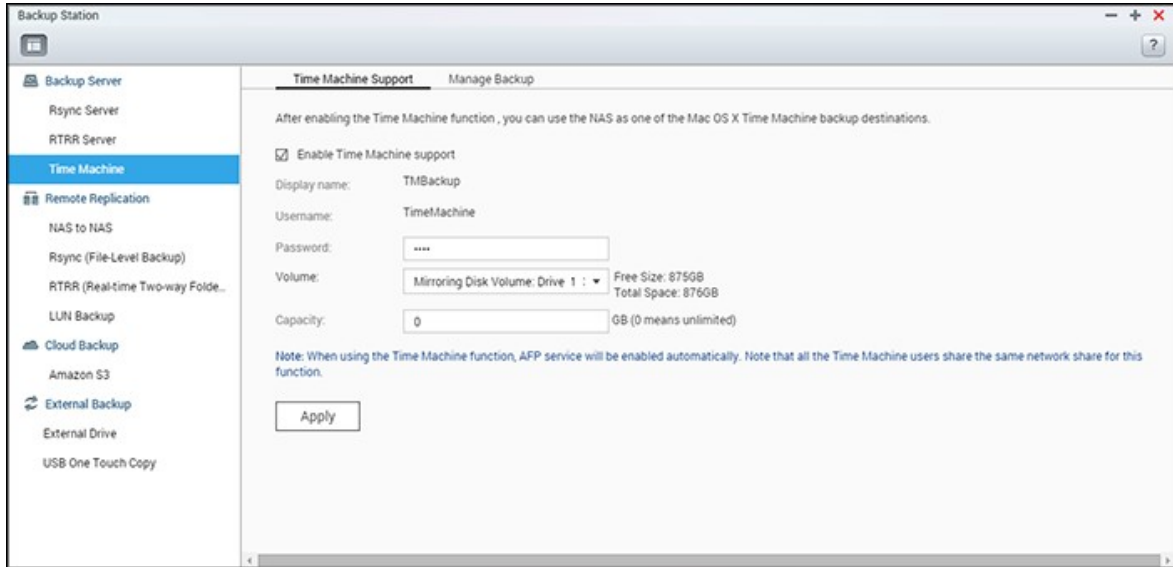 Backup Station
?
Backup Server
Rsync Server
RTRR Server
Time Machine
Remote Replication
NAS to NAS
Rsync (File-Level Backup)
RTRR (Real-time Two-way Folde...
LUN Backup
Cloud Backup
Amazon S3
External Backup
External Drive
USB One Touch Copy
Time Machine Support
Manage Backup
After enabling the Time Machine function , you can use the NAS as one of the Mac OS X Time Machine backup destinations.
Enable Time Machine support
Display name: TMBackup
Username: TimeMachine
Password: ••••
Volume: Mirroring Disk Volume: Drive 1 : Free Size: 875GB
Total Space: 876GB
Capacity: 0 GB (0 means unlimited)
Note: When using the Time Machine function, AFP service will be enabled automatically. Note that all the Time Machine users share the same network share for this
function.
Apply